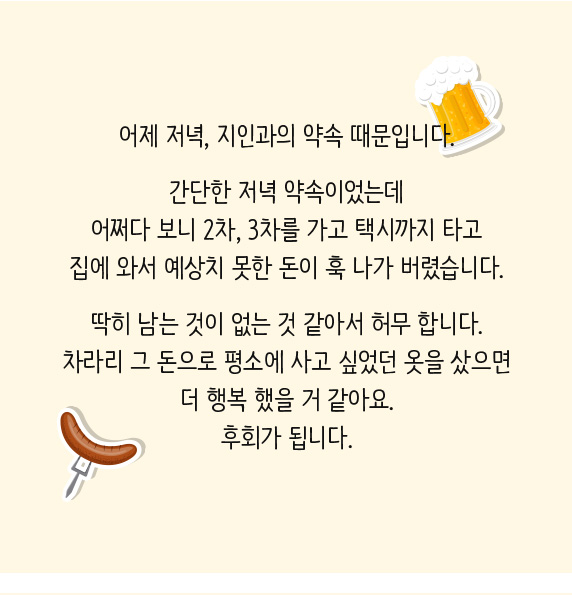 어제 저녁, 지인과의 약속 때문입니다.
간단한 저녁 약속이었는데
어쩌다 보니 2차, 3차를 가고 택시까지 타고
집에 와서 예상치 못한 돈이 훅 나가 버렸습니다.
딱히 남는 것이 없는 것 같아서 허무 합니다.
차라리 그 돈으로 평소에 사고 싶었던 옷을 샀으면
더 행복 했을 거 같아요.
후회가 됩니다.